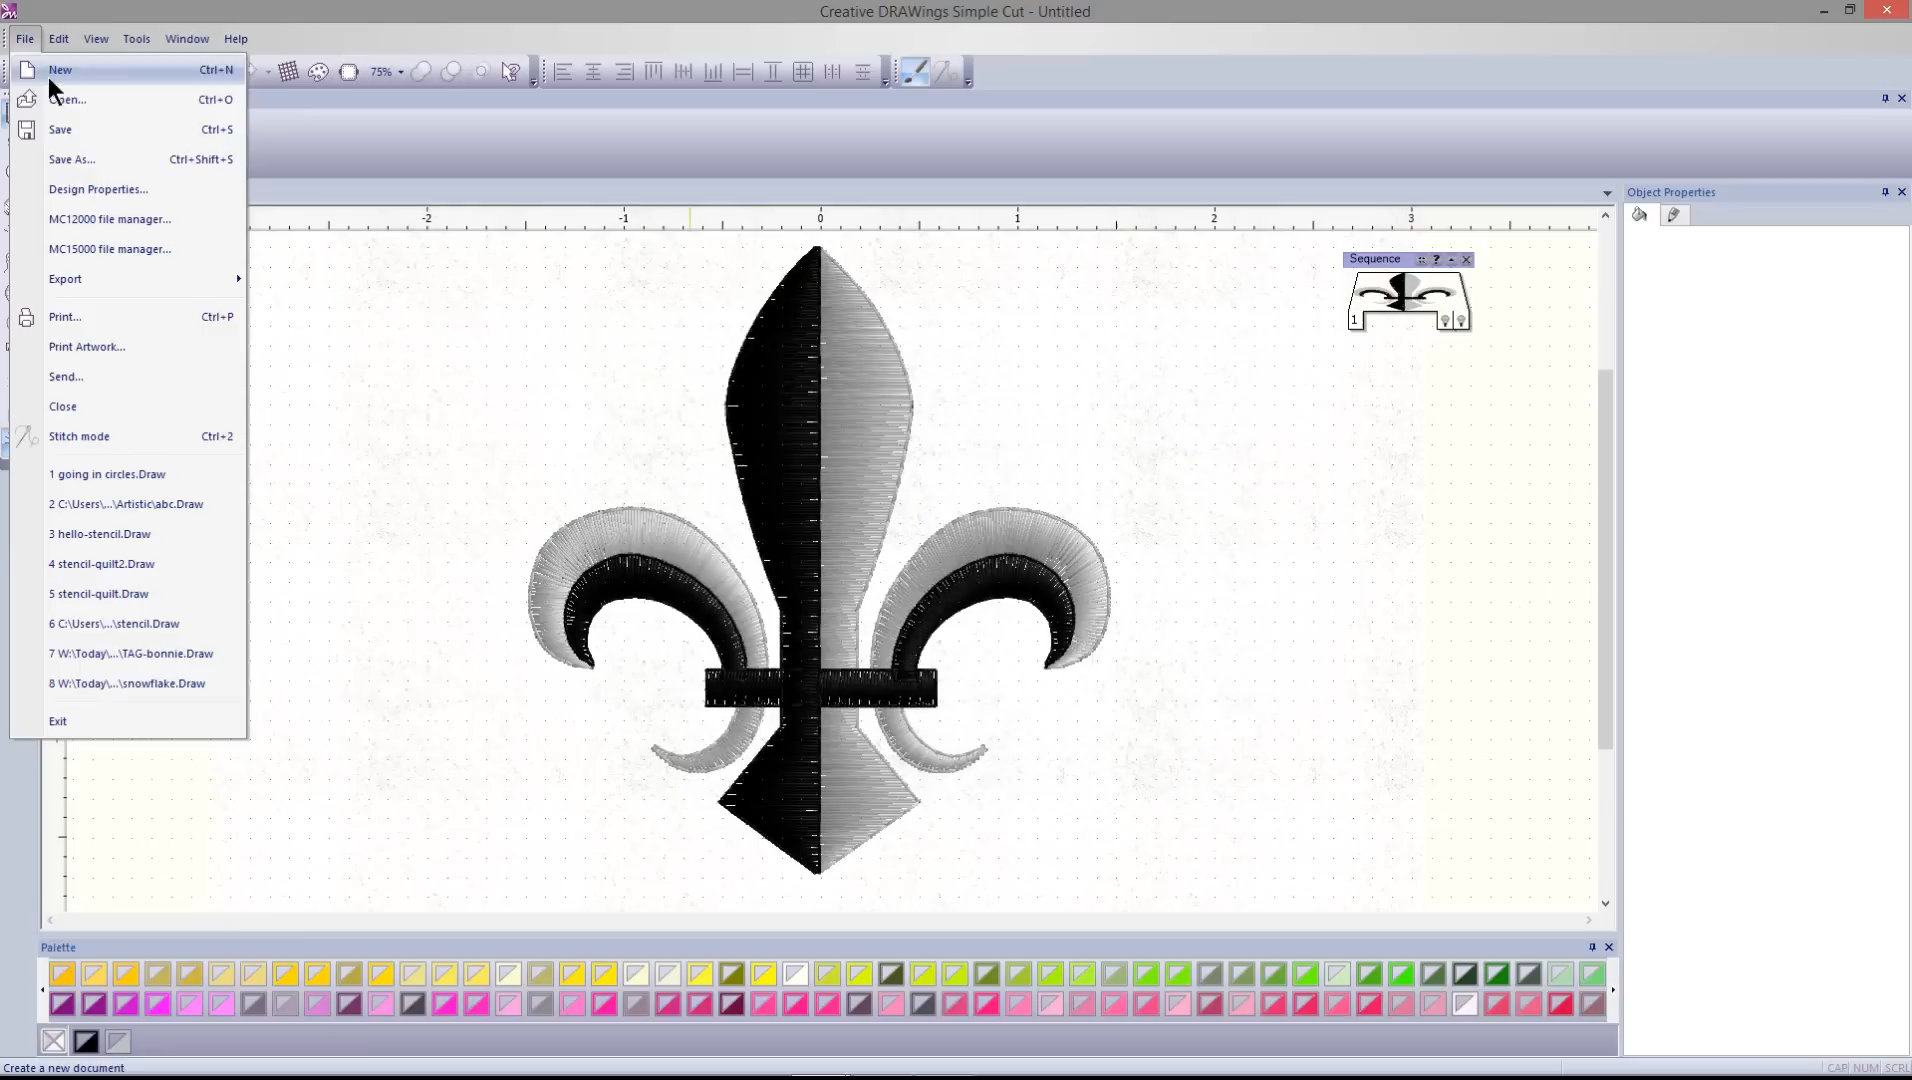 Creative DRAWings Simple Cut - Untitled
File Edit View Tools Window Help
New Ctrl+N
75%
Open... Ctrl+O
Save Ctrl+S
Save As... Ctrl+Shift+S
Design Properties...
Object Properties
MC12000 file manager...
-2 -1 0 1 2 3
MC15000 file manager...
Sequence
Export
1
Print... Ctrl+P
Print Artwork...
Send...
Close
Stitch mode Ctrl+2
1 going in circles.Draw
2 C:\Users\...\Artistic\abc.Draw
3 hello-stencil.Draw
4 stencil-quilt2.Draw
5 stencil-quilt.Draw
6 C:\Users\...\stencil.Draw
7 W:\Today\...\TAG-bonnie.Draw
8 W:\Today\...\snowflake.Draw
Exit
Palette
Create a new document
CAP NUM SCRL